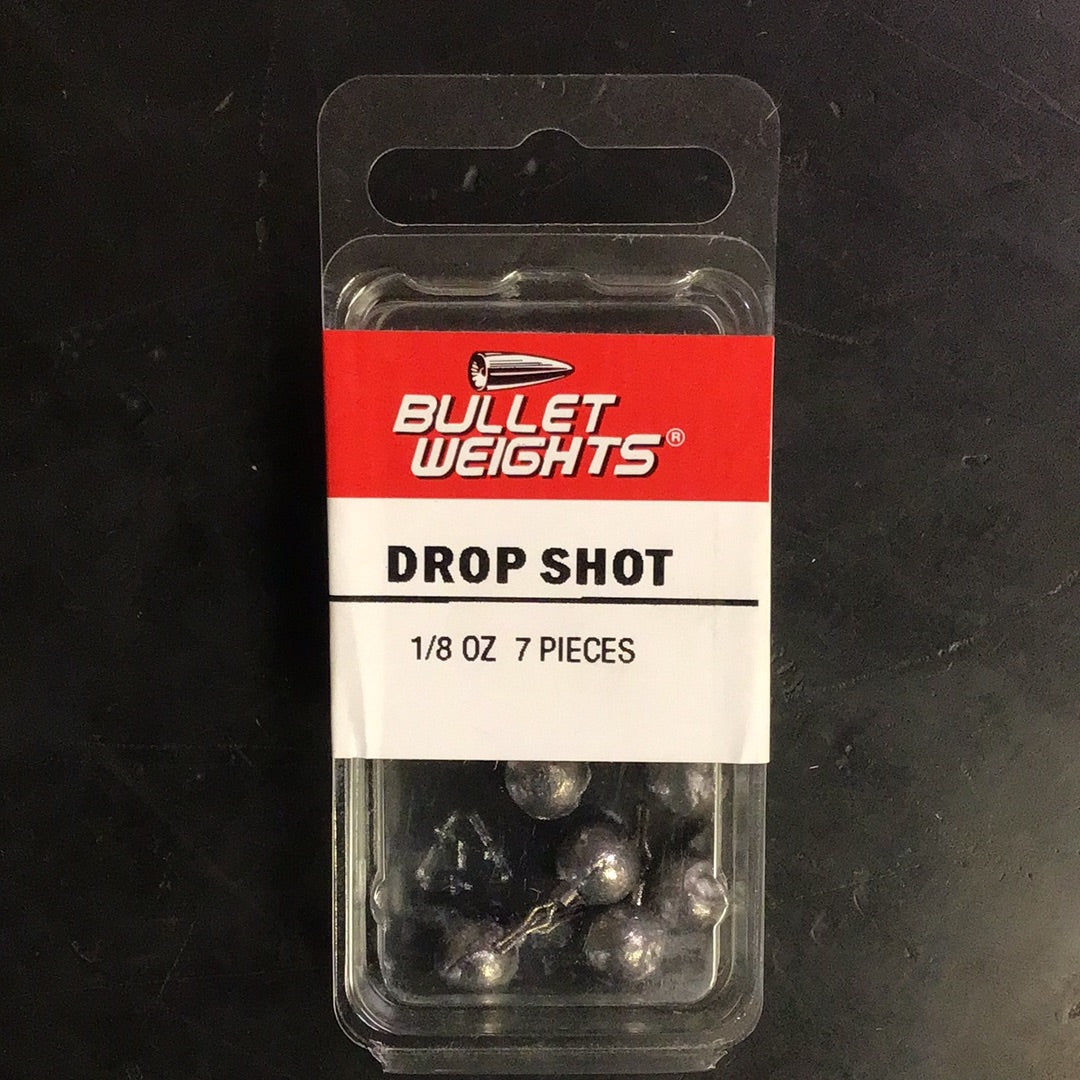 BULLET
WEIGHTS®
DROP SHOT
1/8 OZ 7 PIECES